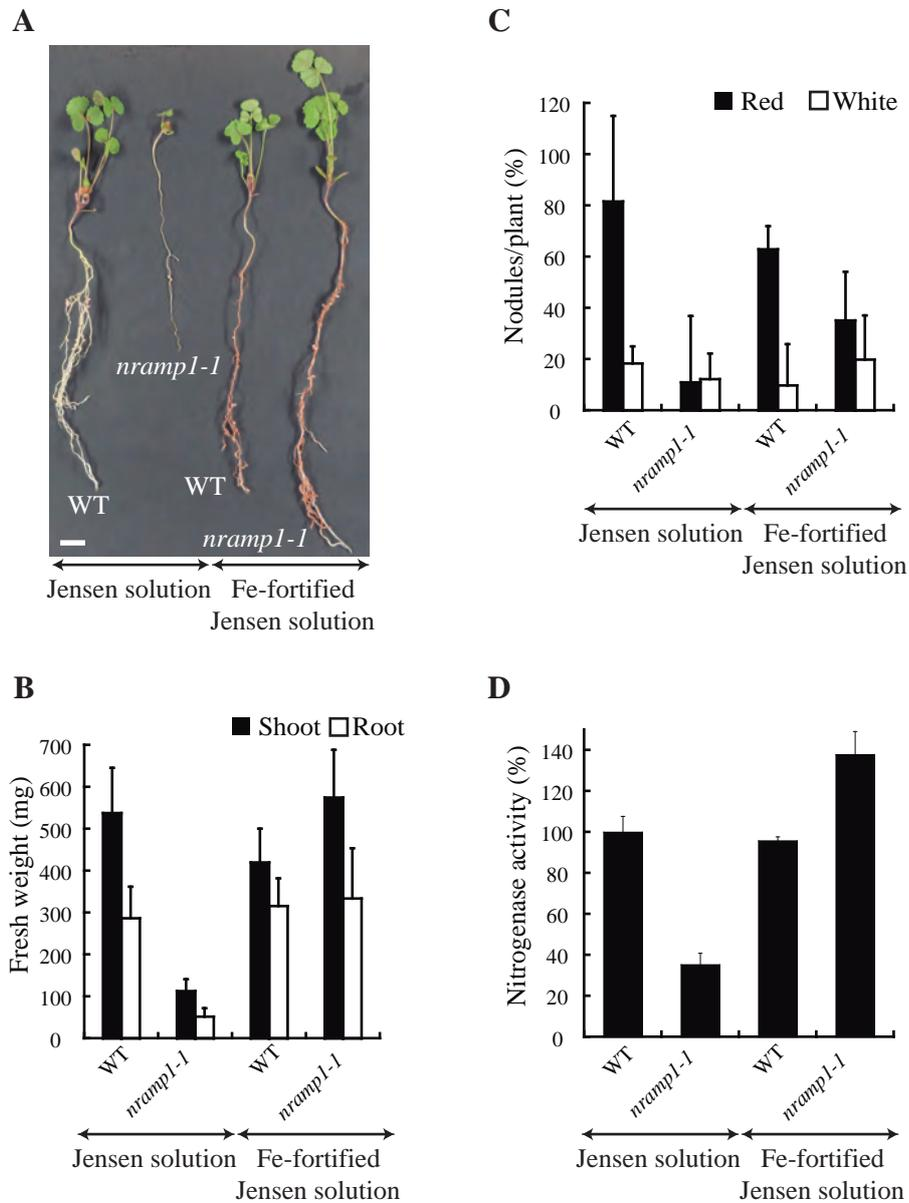 A
nramp1-1
WT
WT
nramp1-1
Jensen solution
Fe-fortified
Jensen solution
B
Shoot
Root
Fresh weight (mg)
700
600
500
400
300
200
100
0
WT
nramp1-1
WT
nramp1-1
Jensen solution
Fe-fortified
Jensen solution
C
Red
White
Nodules/plant (%)
120
100
80
60
40
20
0
WT
nramp1-1
WT
nramp1-1
Jensen solution
Fe-fortified
Jensen solution
D
Nitrogenase activity (%)
140
120
100
80
60
40
20
0
WT
nramp1-1
WT
nramp1-1
Jensen solution
Fe-fortified
Jensen solution